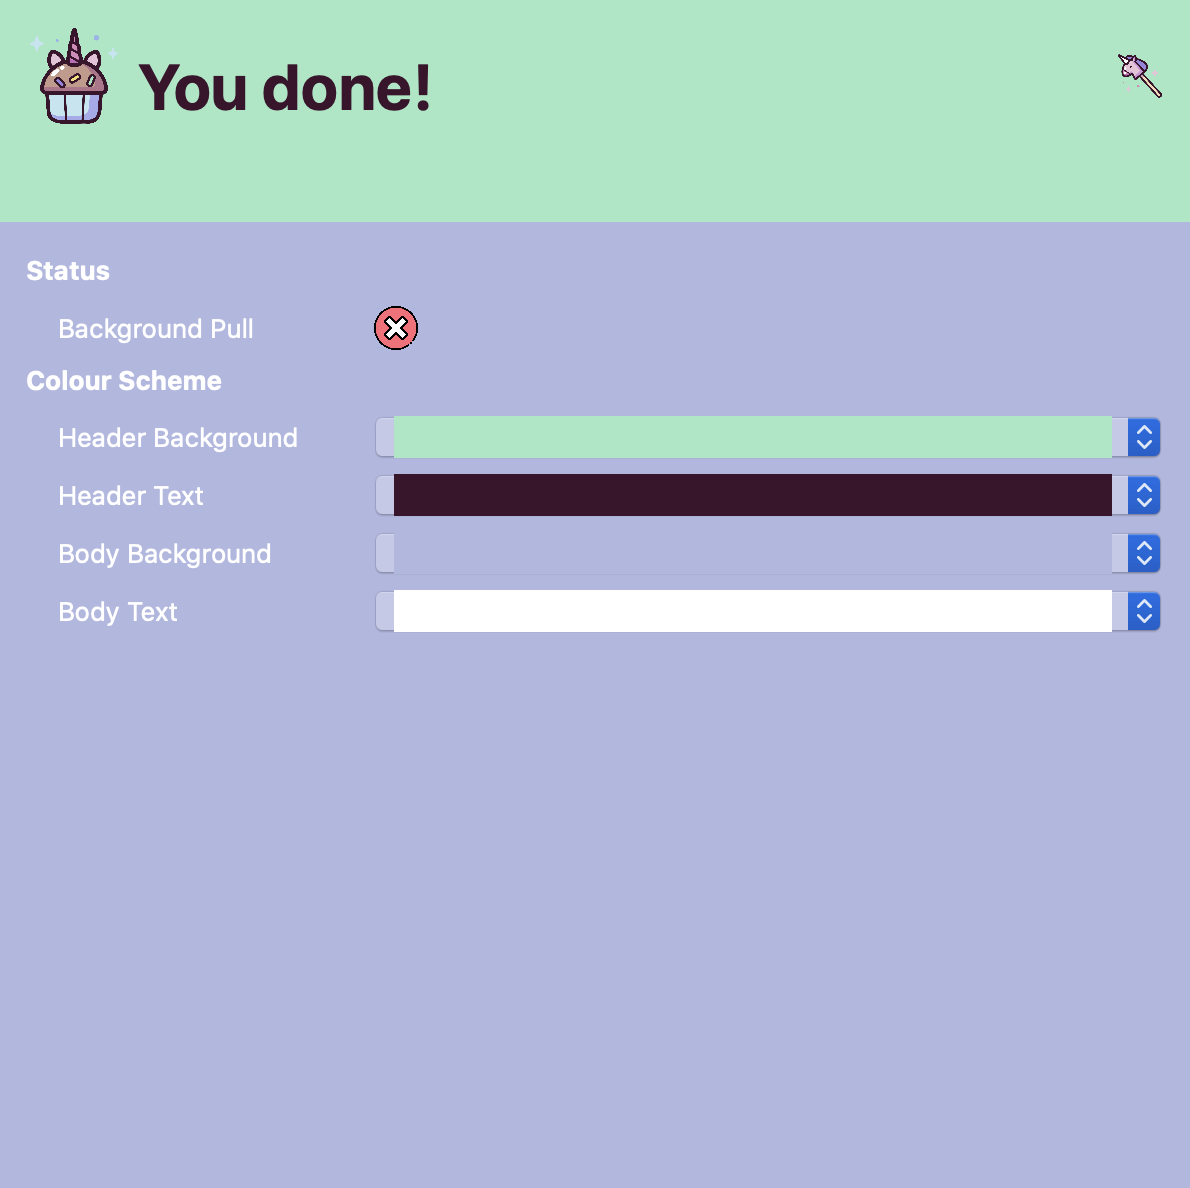 You done!
Status
Background Pull
Colour Scheme
Header Background
Header Text
Body Background
Body Text